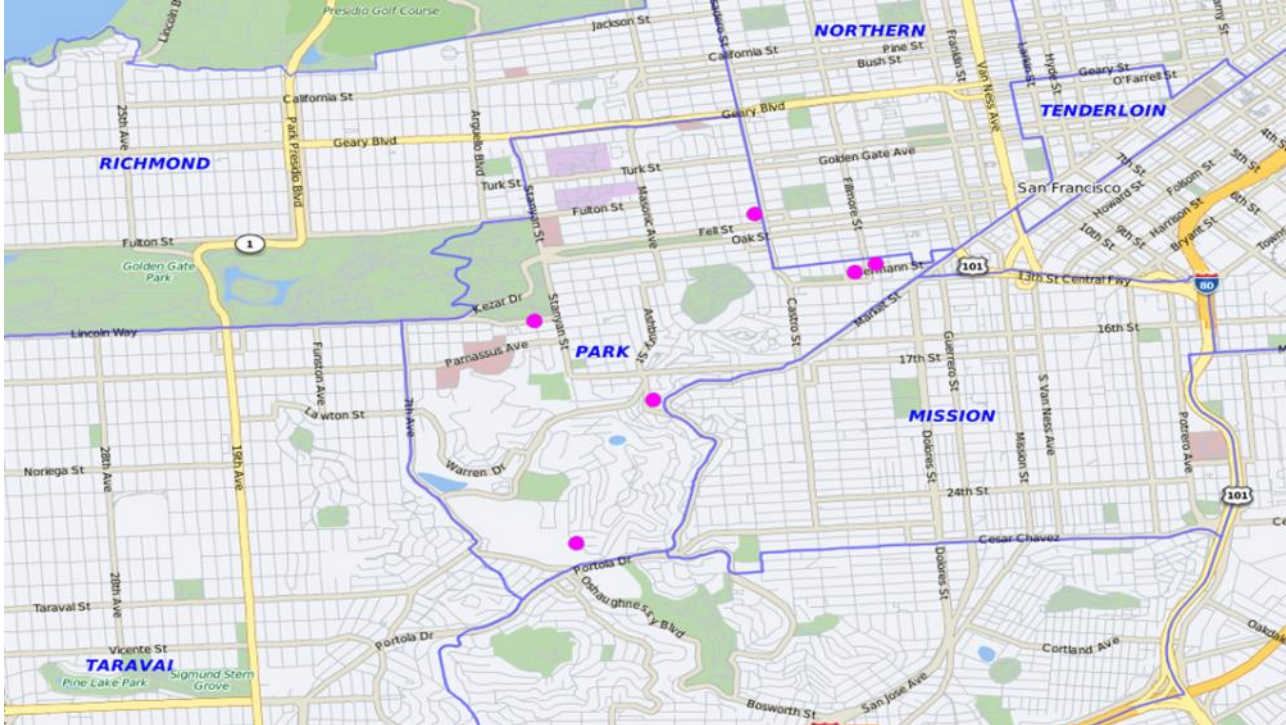 Presidio Golf Course
Jackson St
NORTHERN
California St
Pine St
Bush St
Franklin St
Van Ness Ave
Larkin St
Hyde St
Geary St
O'Farrell St
TENDERLOIN
California St
25th Ave
Park Presidio Blvd
Arguello Blvd
Geary Blvd
Geary Blvd
RICHMOND
Golden Gate Ave
Turk St
Turk St
Stanyan St
Masonic Ave
Fillmore St
San Francisco
7th St
Howard St
Folsom St
4th St
5th St
6th St
Harrison St
Bryant St
9th St
10th St
Fulton St
Fulton St
Fell St
Oak St
1
Golden Gate
Park
ermann St
101
13th St Central Fwy
80
Kezar Dr
Stanyan St
Ashbury St
Castro St
Market St
16th St
Lincoln Way
Parnassus Ave
PARK
17th St
Guerrero St
Funston Ave
7th Ave
Lawton St
S Van Ness Ave
MISSION
Potrero Ave
28th Ave
19th Ave
Noriega St
Warren Dr
Dolores St
Mission St
24th St
101
Cesar Chavez
Portola Dr
Oshaughnessy Blvd
Dolores St
28th Ave
Taraval St
Portola Dr
Vicente St
Cortland Ave
TARAVAL
Pine Lake Park
Sigmund Stern
Grove
Bosworth St
San Jose Ave